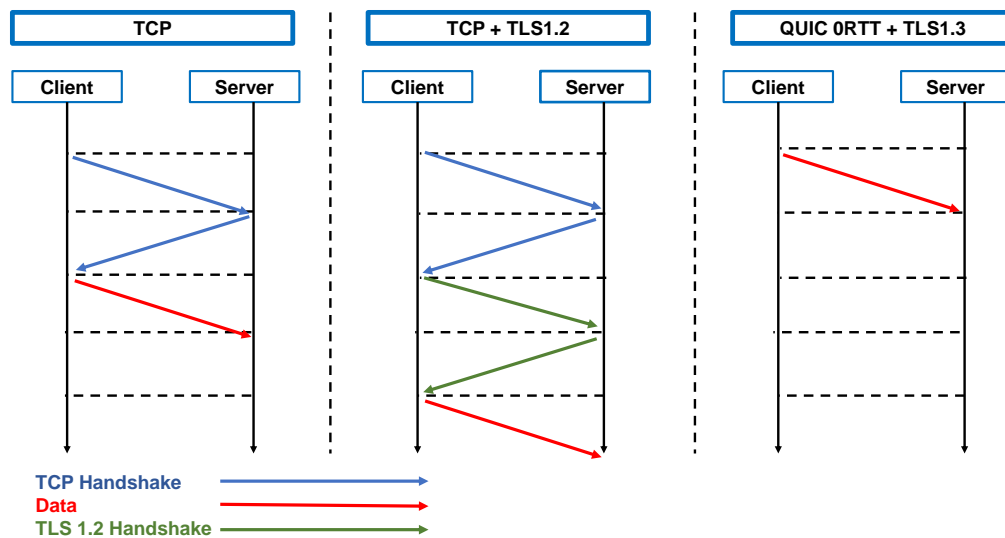 TCP
TCP + TLS1.2
QUIC 0RTT + TLS1.3
Client
Server
Client
Server
Client
Server
TCP Handshake
Data
TLS 1.2 Handshake